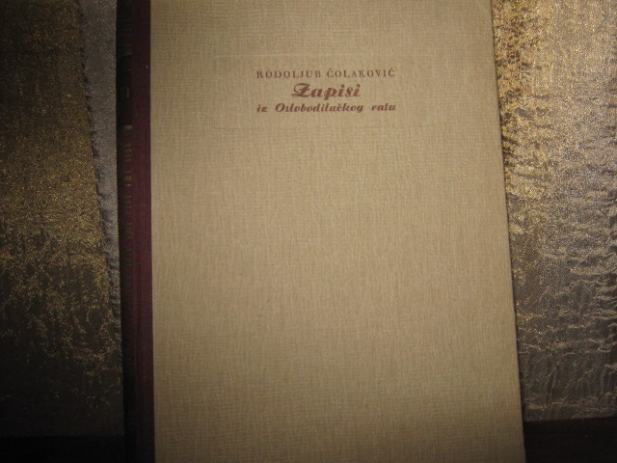 RODOLJUB ČOLAKOVIĆ
Zapisi
iz Oslobodilačkog rata